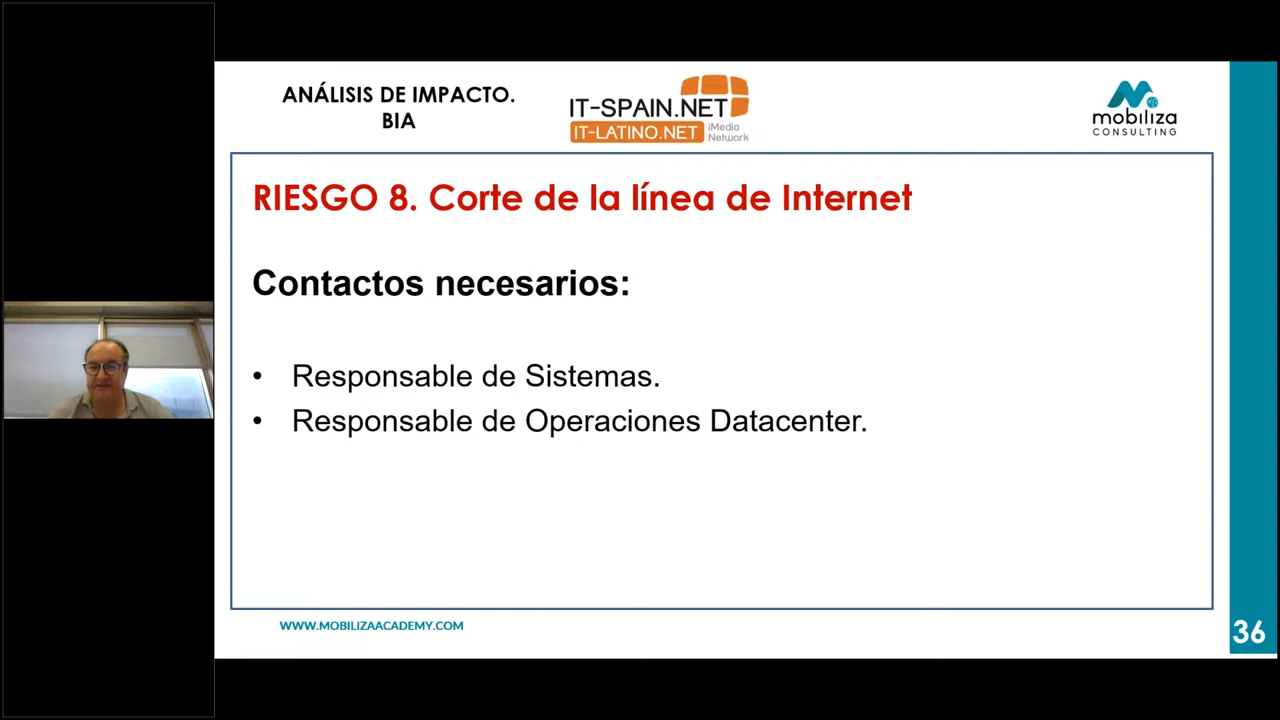 ANÁLISIS DE IMPACTO.
BIA
IT-SPAIN.NET
IT-LATINO.NET
iMedia
Network
mobiliza
CONSULTING
RIESGO 8. Corte de la línea de Internet
Contactos necesarios:
• Responsable de Sistemas.
• Responsable de Operaciones Datacenter.
WWW.MOBILIZAACADEMY.COM
36